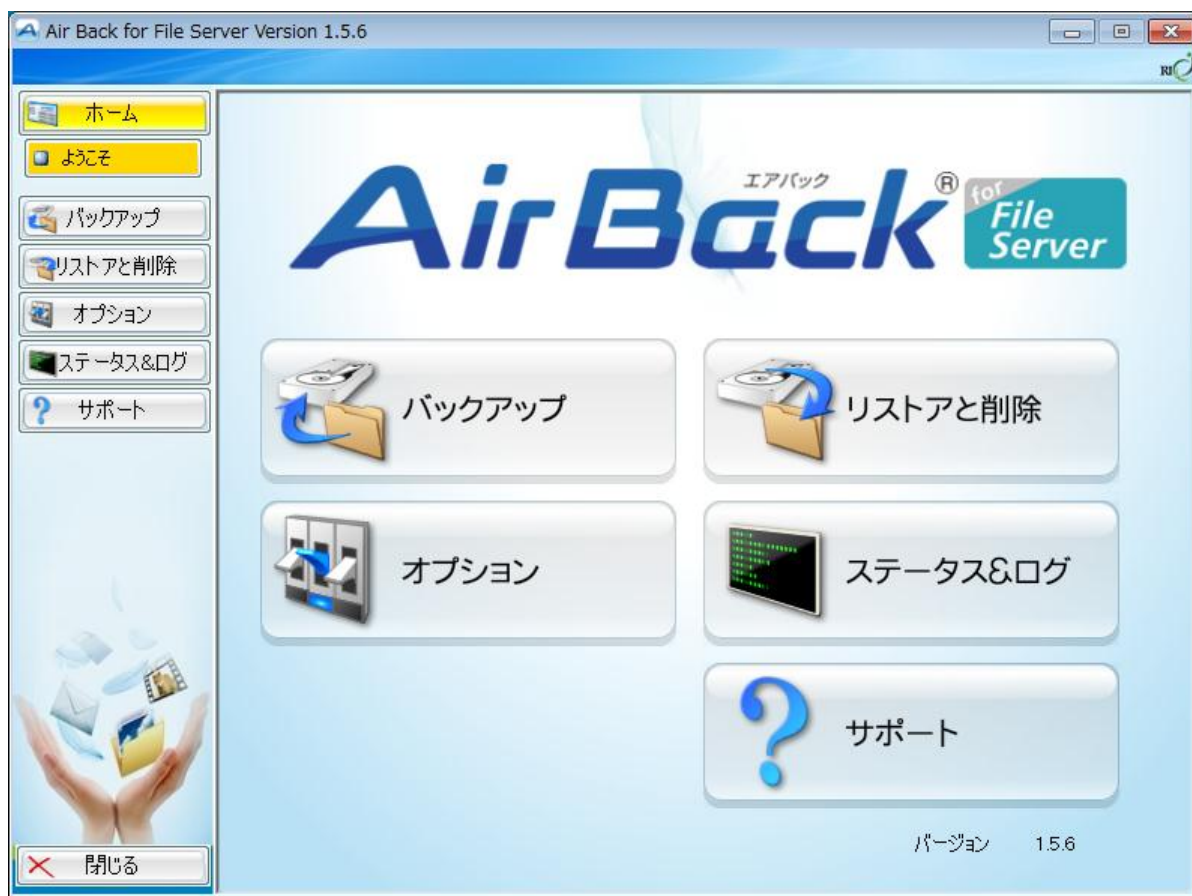 Air Back for File Server Version 1.5.6
ホーム
ようこそ
バックアップ
リストアと削除
オプション
ステータス&ログ
サポート
閉じる
エアバック
Air Back® for File Server
バックアップ
リストアと削除
オプション
ステータス&ログ
サポート
バージョン 1.5.6